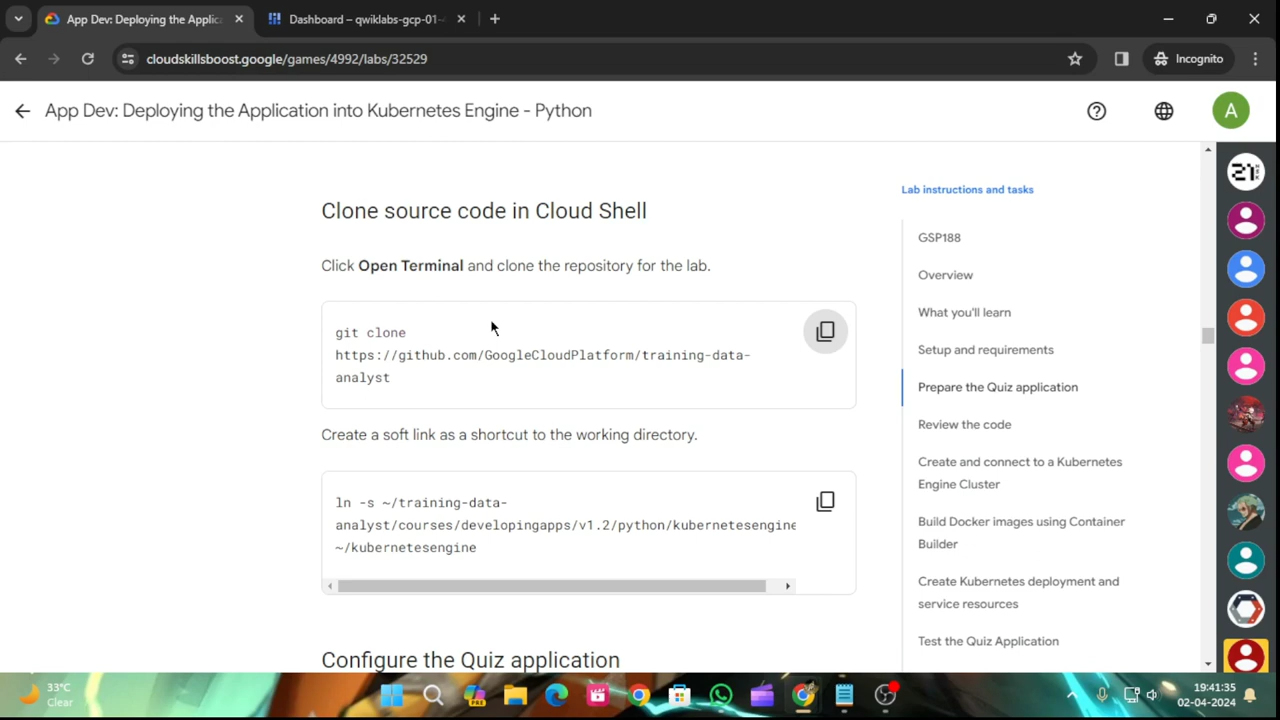 App Dev: Deploying the Applica
Dashboard – qwiklabs-gcp-01-
cloudskillsboost.google/games/4992/labs/32529
Incognito
App Dev: Deploying the Application into Kubernetes Engine - Python
A
Clone source code in Cloud Shell
Click Open Terminal and clone the repository for the lab.
git clone
https://github.com/GoogleCloudPlatform/training-data-
analyst
Create a soft link as a shortcut to the working directory.
ln -s ~/training-data-
analyst/courses/developingapps/v1.2/python/kubernetesengine
~/kubernetesengine
Configure the Quiz application
Lab instructions and tasks
GSP188
Overview
What you'll learn
Setup and requirements
Prepare the Quiz application
Review the code
Create and connect to a Kubernetes
Engine Cluster
Build Docker images using Container
Builder
Create Kubernetes deployment and
service resources
Test the Quiz Application
21
33°C
Clear
PRE
19:41:35
02-04-2024